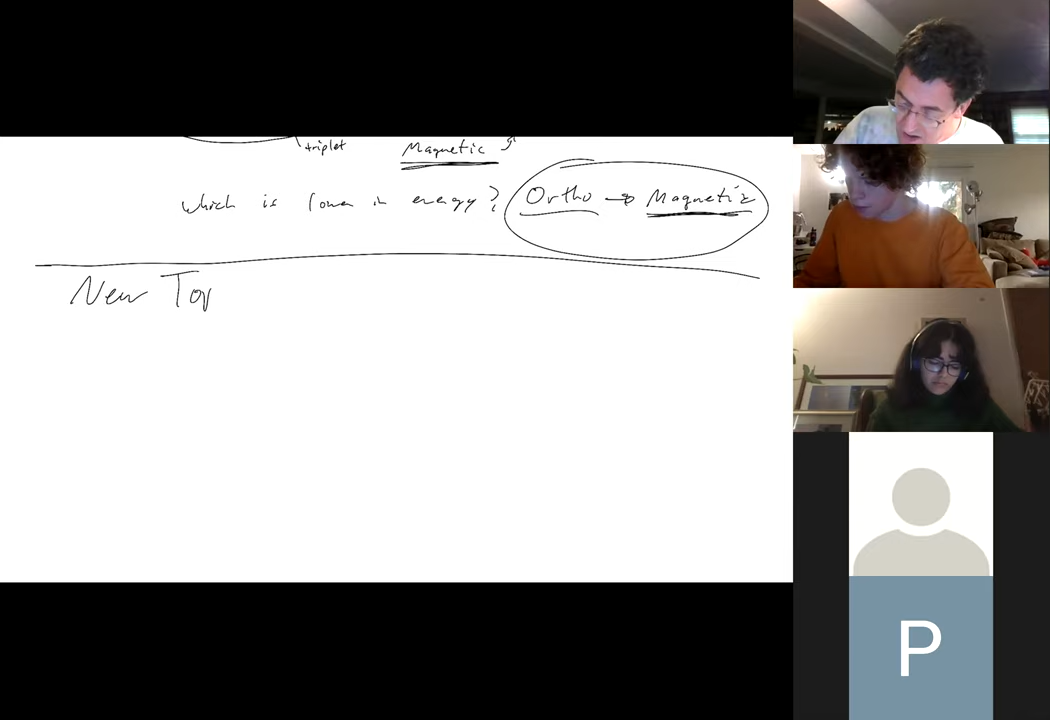 triplet Magnetic
which is lower in energy? Ortho → Magnetic
New Top
P